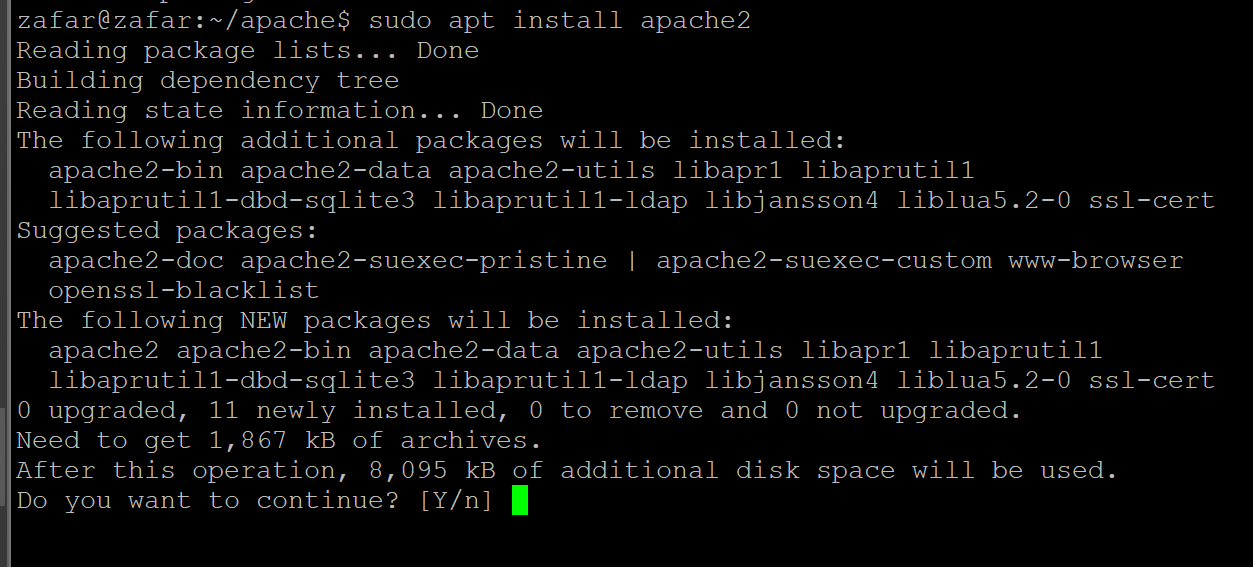 zafar@zafar:~/apache$ sudo apt install apache2
Reading package lists... Done
Building dependency tree
Reading state information... Done
The following additional packages will be installed:
  apache2-bin apache2-data apache2-utils libapr1 libaprutil1
  libaprutil1-dbd-sqlite3 libaprutil1-ldap libjansson4 liblua5.2-0 ssl-cert
Suggested packages:
  apache2-doc apache2-suexec-pristine | apache2-suexec-custom www-browser
  openssl-blacklist
The following NEW packages will be installed:
  apache2 apache2-bin apache2-data apache2-utils libapr1 libaprutil1
  libaprutil1-dbd-sqlite3 libaprutil1-ldap libjansson4 liblua5.2-0 ssl-cert
0 upgraded, 11 newly installed, 0 to remove and 0 not upgraded.
Need to get 1,867 kB of archives.
After this operation, 8,095 kB of additional disk space will be used.
Do you want to continue? [Y/n]